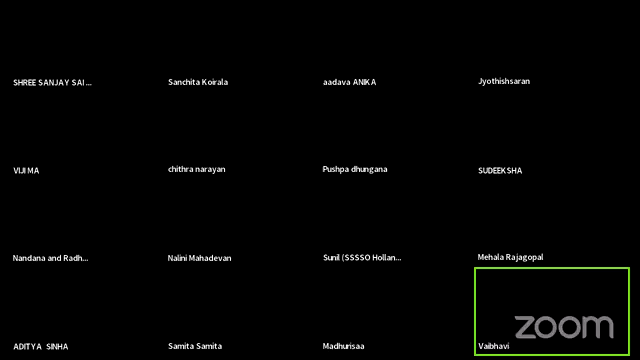 SHREE SANJAY SAI...
Sanchita Koirala
aadava ANIKA
Jyothishsaran
VIJI MA
chithra narayan
Pushpa dhungana
SUDEEKSHA
Nandana and Radh...
Nalini Mahadevan
Sunil (SSSSO Hollan...
Mehala Rajagopal
zoom
ADITYA SINHA
Samita Samita
Madhurisaa
Vaibhavi